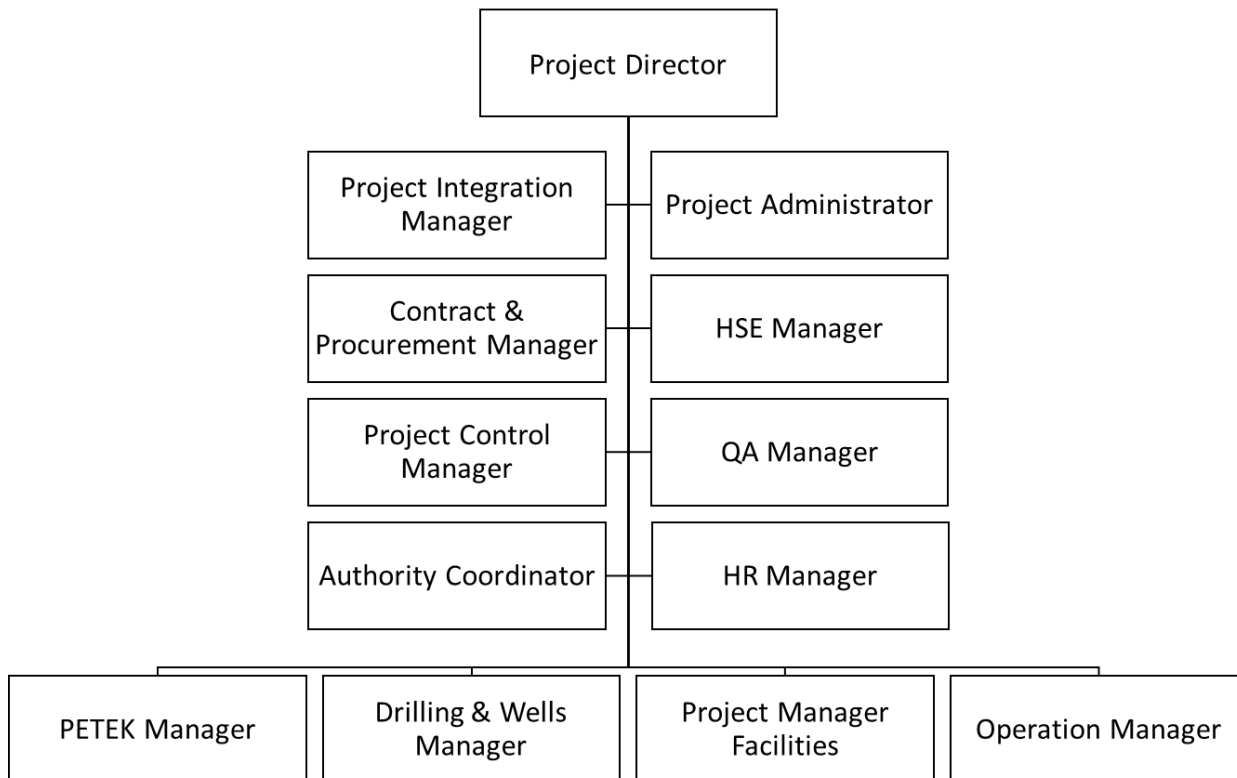 Project Director
Project Integration
Manager
Project Administrator
Contract &
Procurement Manager
HSE Manager
Project Control
Manager
QA Manager
Authority Coordinator
HR Manager
PETEK Manager
Drilling & Wells
Manager
Project Manager
Facilities
Operation Manager